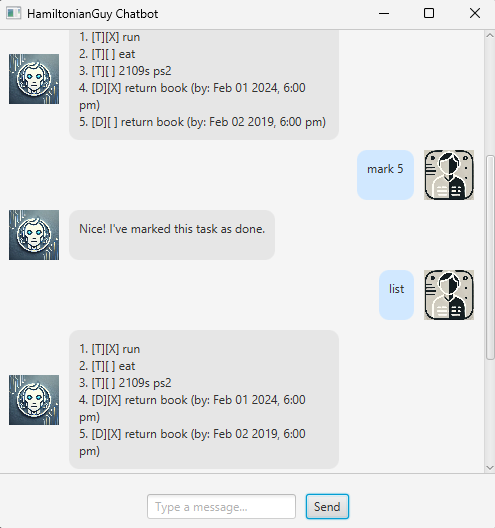 HamiltonianGuy Chatbot
1. [T][X] run
2. [T][ ] eat
3. [T][ ] 2109s ps2
4. [D][X] return book (by: Feb 01 2024, 6:00
pm)
5. [D][ ] return book (by: Feb 02 2019, 6:00 pm)
mark 5
Nice! I've marked this task as done.
list
1. [T][X] run
2. [T][ ] eat
3. [T][ ] 2109s ps2
4. [D][X] return book (by: Feb 01 2024, 6:00
pm)
5. [D][X] return book (by: Feb 02 2019, 6:00
pm)
Type a message...
Send